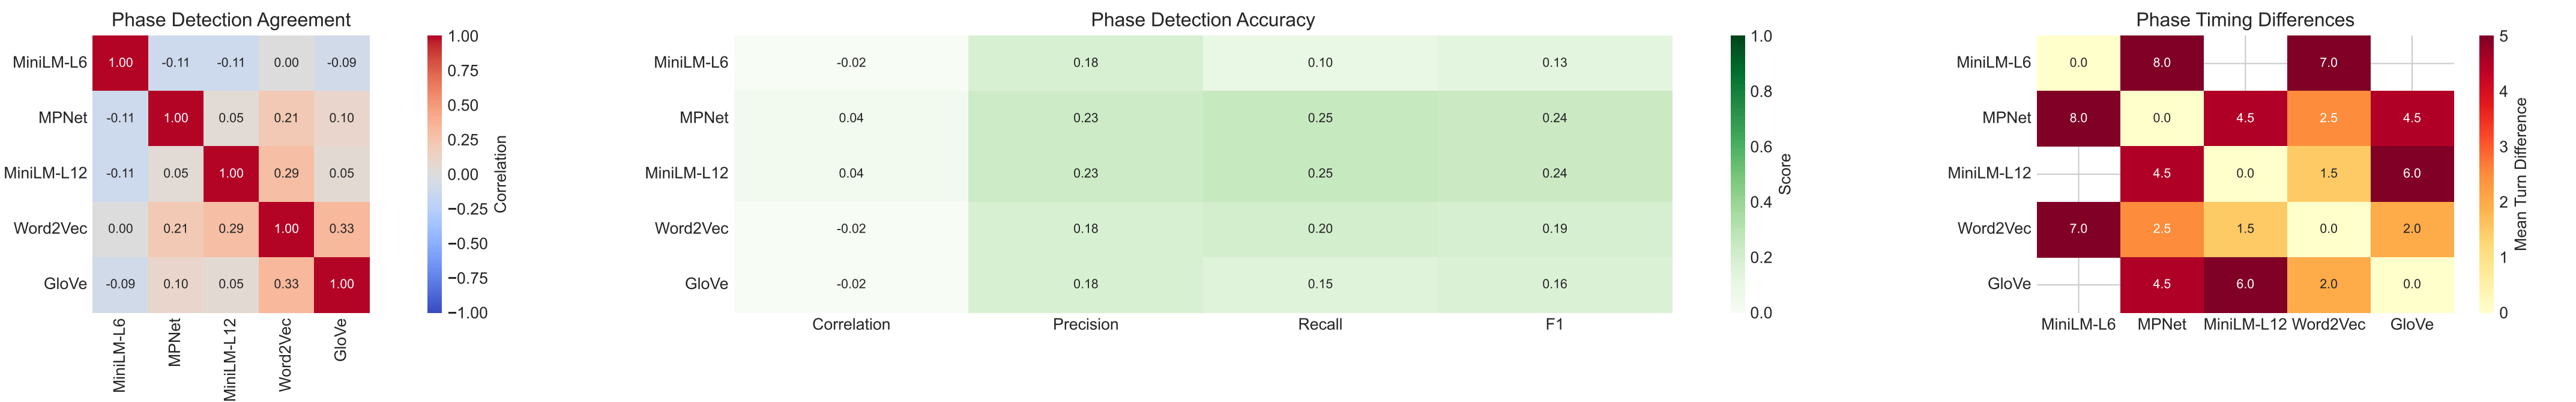 Phase Detection Agreement
MiniLM-L6 1.00 -0.11 -0.11 0.00 -0.09
MPNet -0.11 1.00 0.05 0.21 0.10
MiniLM-L12 -0.11 0.05 1.00 0.29 0.05
Word2Vec 0.00 0.21 0.29 1.00 0.33
GloVe -0.09 0.10 0.05 0.33 1.00
MiniLM-L6 MPNet MiniLM-L12 Word2Vec GloVe
1.00
0.75
0.50
0.25
0.00
−0.25
−0.50
−0.75
−1.00
Correlation
Phase Detection Accuracy
MiniLM-L6 -0.02 0.18 0.10 0.13
MPNet 0.04 0.23 0.25 0.24
MiniLM-L12 0.04 0.23 0.25 0.24
Word2Vec -0.02 0.18 0.20 0.19
GloVe -0.02 0.18 0.15 0.16
Correlation Precision Recall F1
1.0
0.8
0.6
0.4
0.2
0.0
Score
Phase Timing Differences
MiniLM-L6 0.0 8.0 7.0
MPNet 8.0 0.0 4.5 2.5 4.5
MiniLM-L12 4.5 0.0 1.5 6.0
Word2Vec 7.0 2.5 1.5 0.0 2.0
GloVe 4.5 6.0 2.0 0.0
MiniLM-L6 MPNet MiniLM-L12 Word2Vec GloVe
5
4
3
2
1
0
Mean Turn Difference